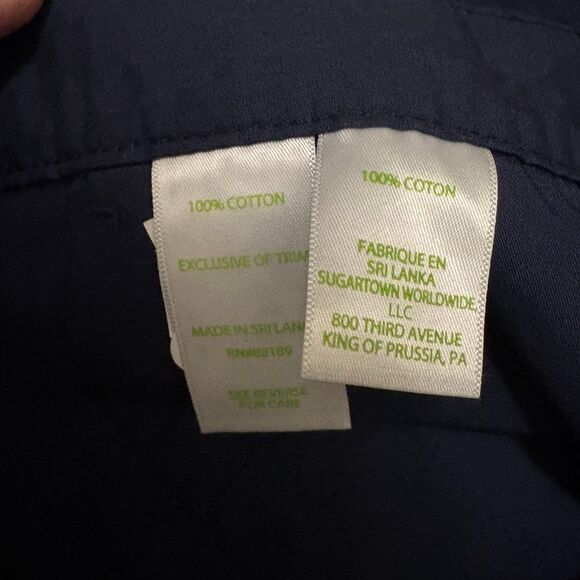 100% COTTON
EXCLUSIVE OF TRIM
MADE IN SRI LAN
SEE REVERSE
FOR CARE
100% COTON
FABRIQUE EN
SRI LANKA
SUGARTOWN WORLDWIDE,
LLC
800 THIRD AVENUE
KING OF PRUSSIA, PA